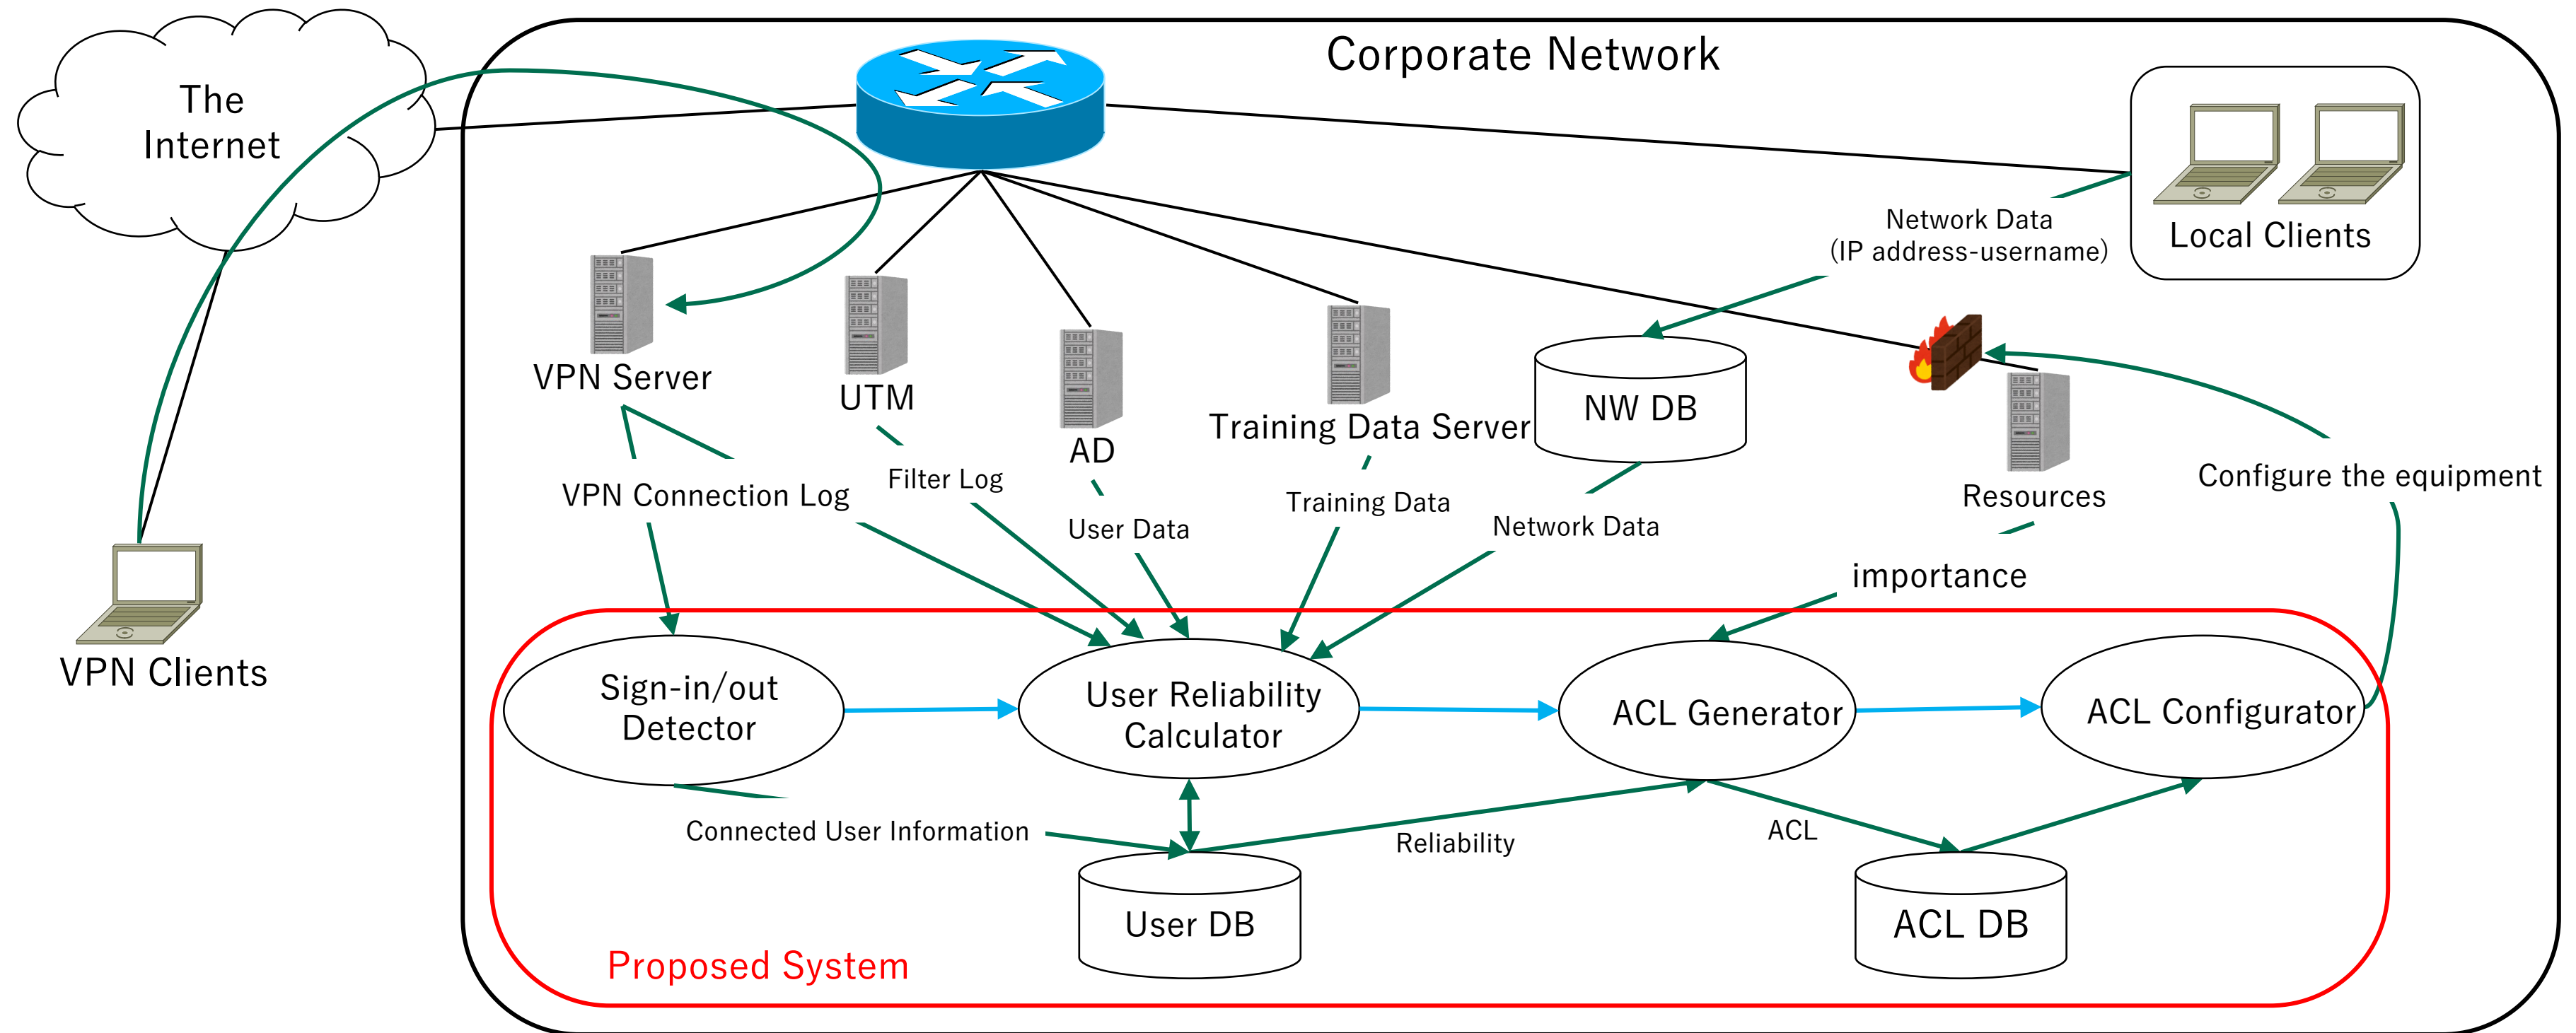 Corporate Network
The
Internet
Network Data
(IP address-username)
Local Clients
VPN Server
UTM
AD
Training Data Server
NW DB
Resources
Configure the equipment
VPN Connection Log
Filter Log
User Data
Training Data
Network Data
importance
VPN Clients
Sign-in/out
Detector
User Reliability
Calculator
ACL Generator
ACL Configurator
Connected User Information
Reliability
ACL
User DB
ACL DB
Proposed System